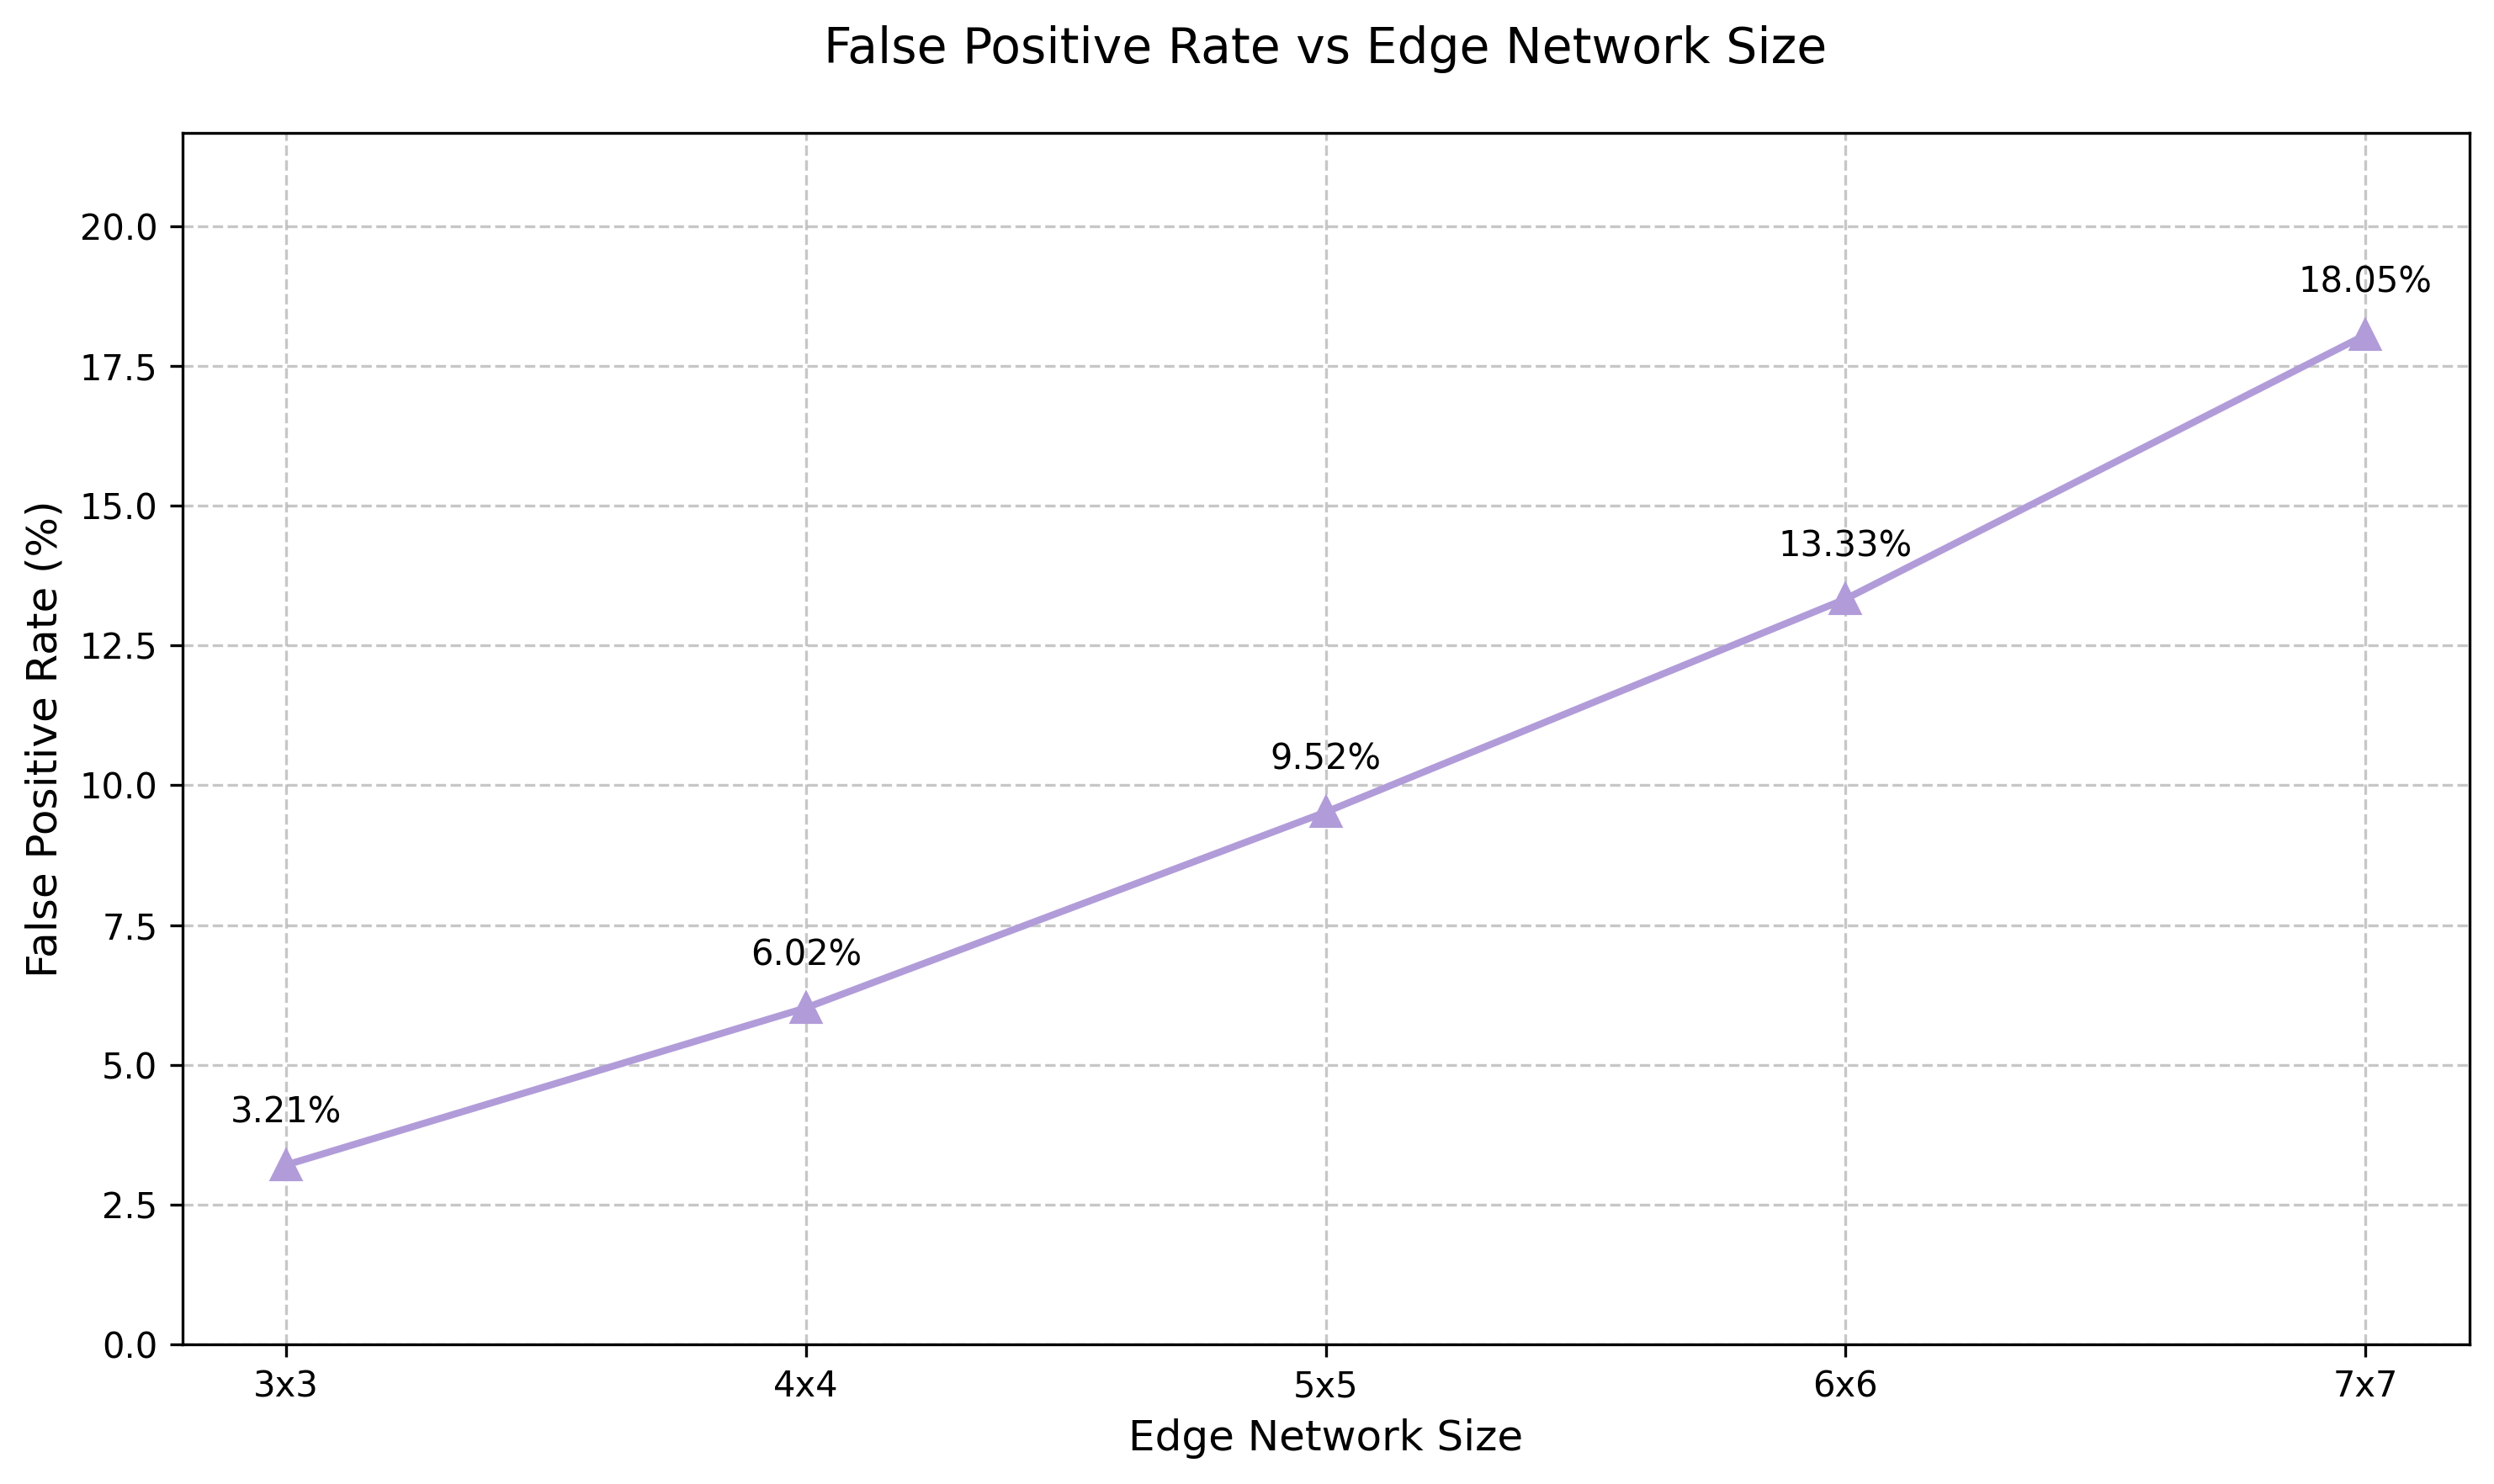 False Positive Rate vs Edge Network Size
False Positive Rate (%)
20.0
17.5
15.0
12.5
10.0
7.5
5.0
2.5
0.0
3.21%
6.02%
9.52%
13.33%
18.05%
3x3
4x4
5x5
6x6
7x7
Edge Network Size